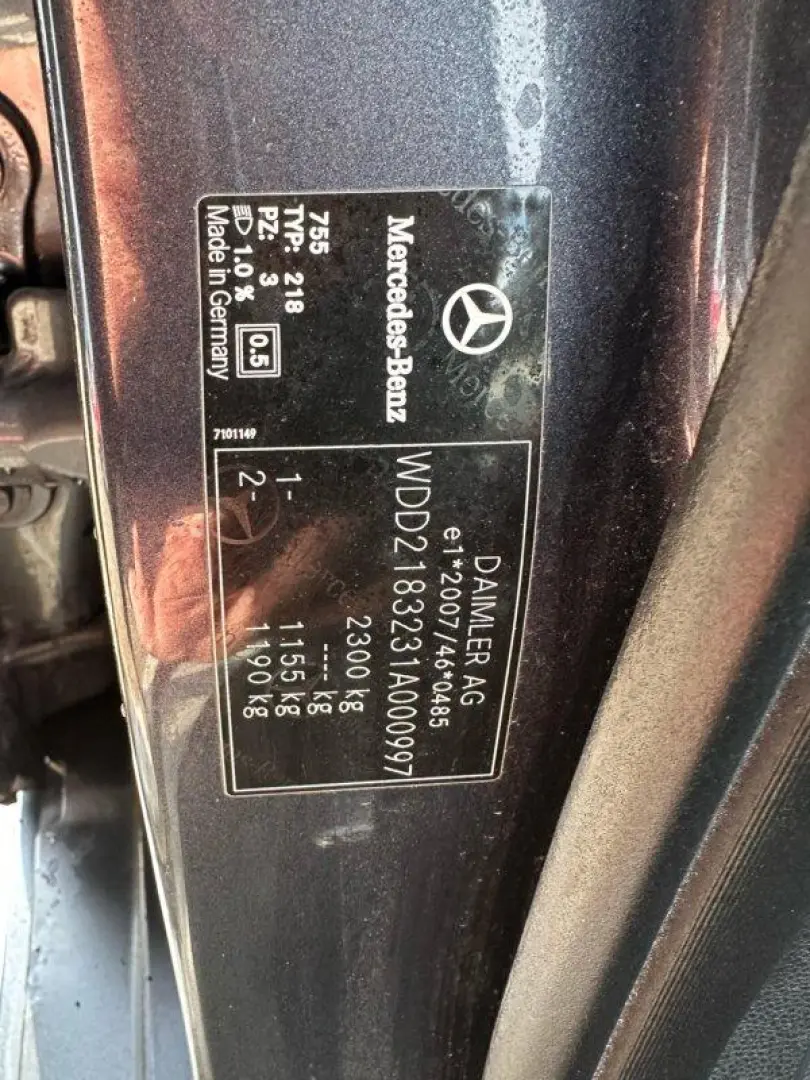 Mercedes-Benz
755
TYP: 218
PZ: 3
1.0 % 0.5
Made in Germany
7101149
DAIMLER AG
e1*2007/46*0485
WDD2183231A000997
2300 kg
---- kg
1- 1155 kg
2- 1190 kg